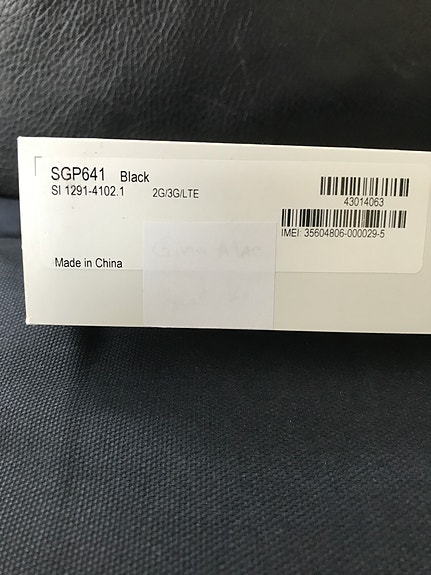 SGP641 Black
SI 1291-4102.1 2G/3G/LTE
43014063
IMEI: 35604806-000029-5
Made in China